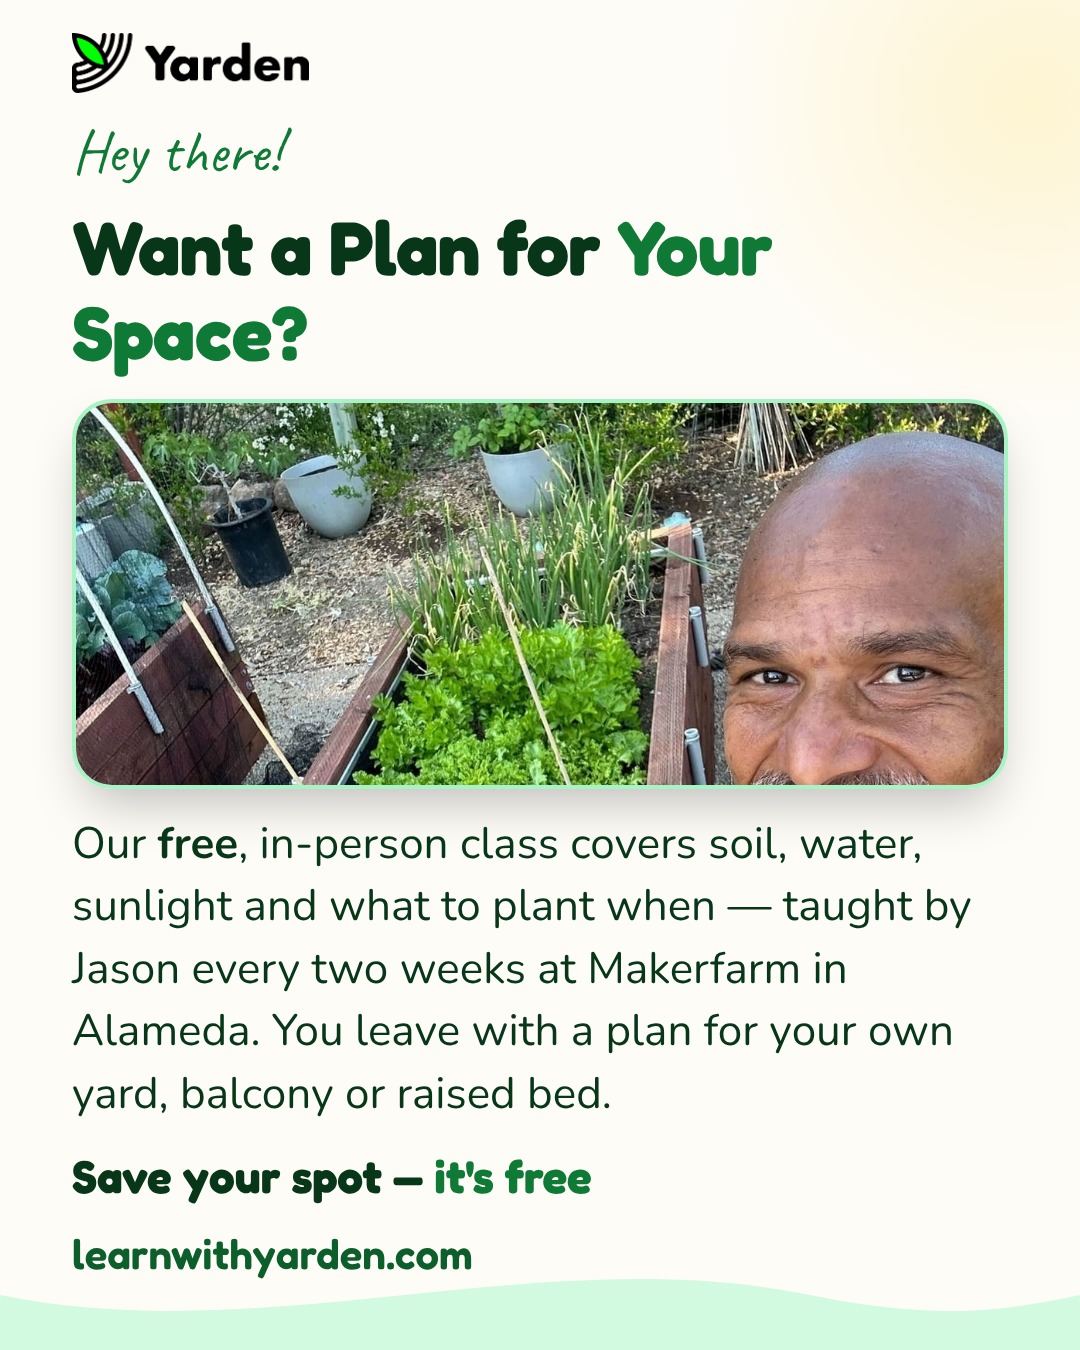 Yarden
Hey there!
Want a Plan for Your
Space?
Our free, in-person class covers soil, water,
sunlight and what to plant when — taught by
Jason every two weeks at Makerfarm in
Alameda. You leave with a plan for your own
yard, balcony or raised bed.
Save your spot — it's free
learnwithyarden.com